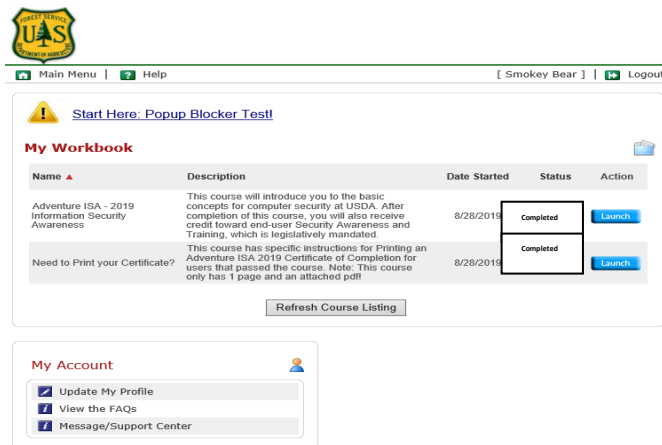 FOREST SERVICE
UAS
DEPARTMENT OF AGRICULTURE
Main Menu | ? Help [ Smokey Bear ] | Logout
Start Here: Popup Blocker Test!
My Workbook
Name Description Date Started Status Action
Adventure ISA - 2019
Information Security
Awareness
This course will introduce you to the basic
concepts for computer security at USDA. After
completion of this course, you will also receive
credit toward end-user Security Awareness and
Training, which is legislatively mandated.
8/28/2019 Completed Launch
Need to Print your Certificate?
This course has specific instructions for Printing an
Adventure ISA 2019 Certificate of Completion for
users that passed the course. Note: This course
only has 1 page and an attached pdf!
8/28/2019 Completed Launch
Refresh Course Listing
My Account
Update My Profile
View the FAQs
Message/Support Center